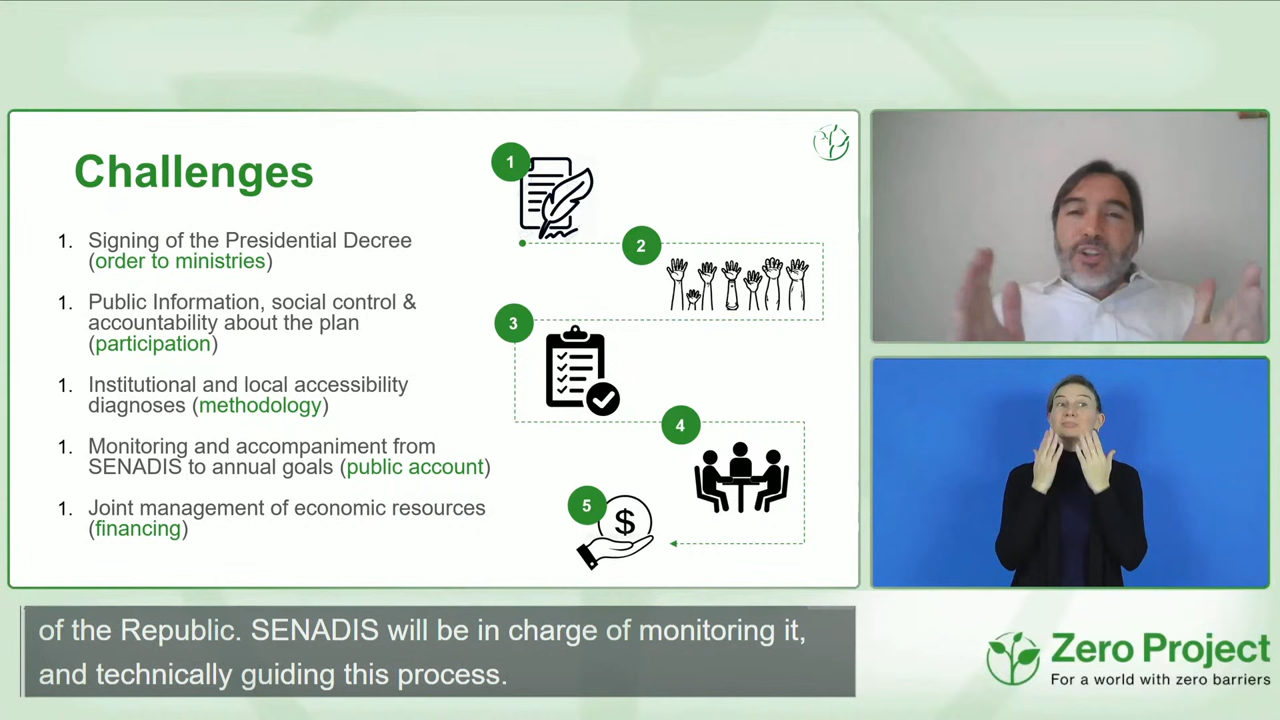 Challenges
1. Signing of the Presidential Decree
(order to ministries)
1. Public Information, social control &
accountability about the plan
(participation)
1. Institutional and local accessibility
diagnoses (methodology)
1. Monitoring and accompaniment from
SENADIS to annual goals (public account)
1. Joint management of economic resources
(financing)
1
2
3
4
5
$
of the Republic. SENADIS will be in charge of monitoring it,
and technically guiding this process.
Zero Project
For a world with zero barriers